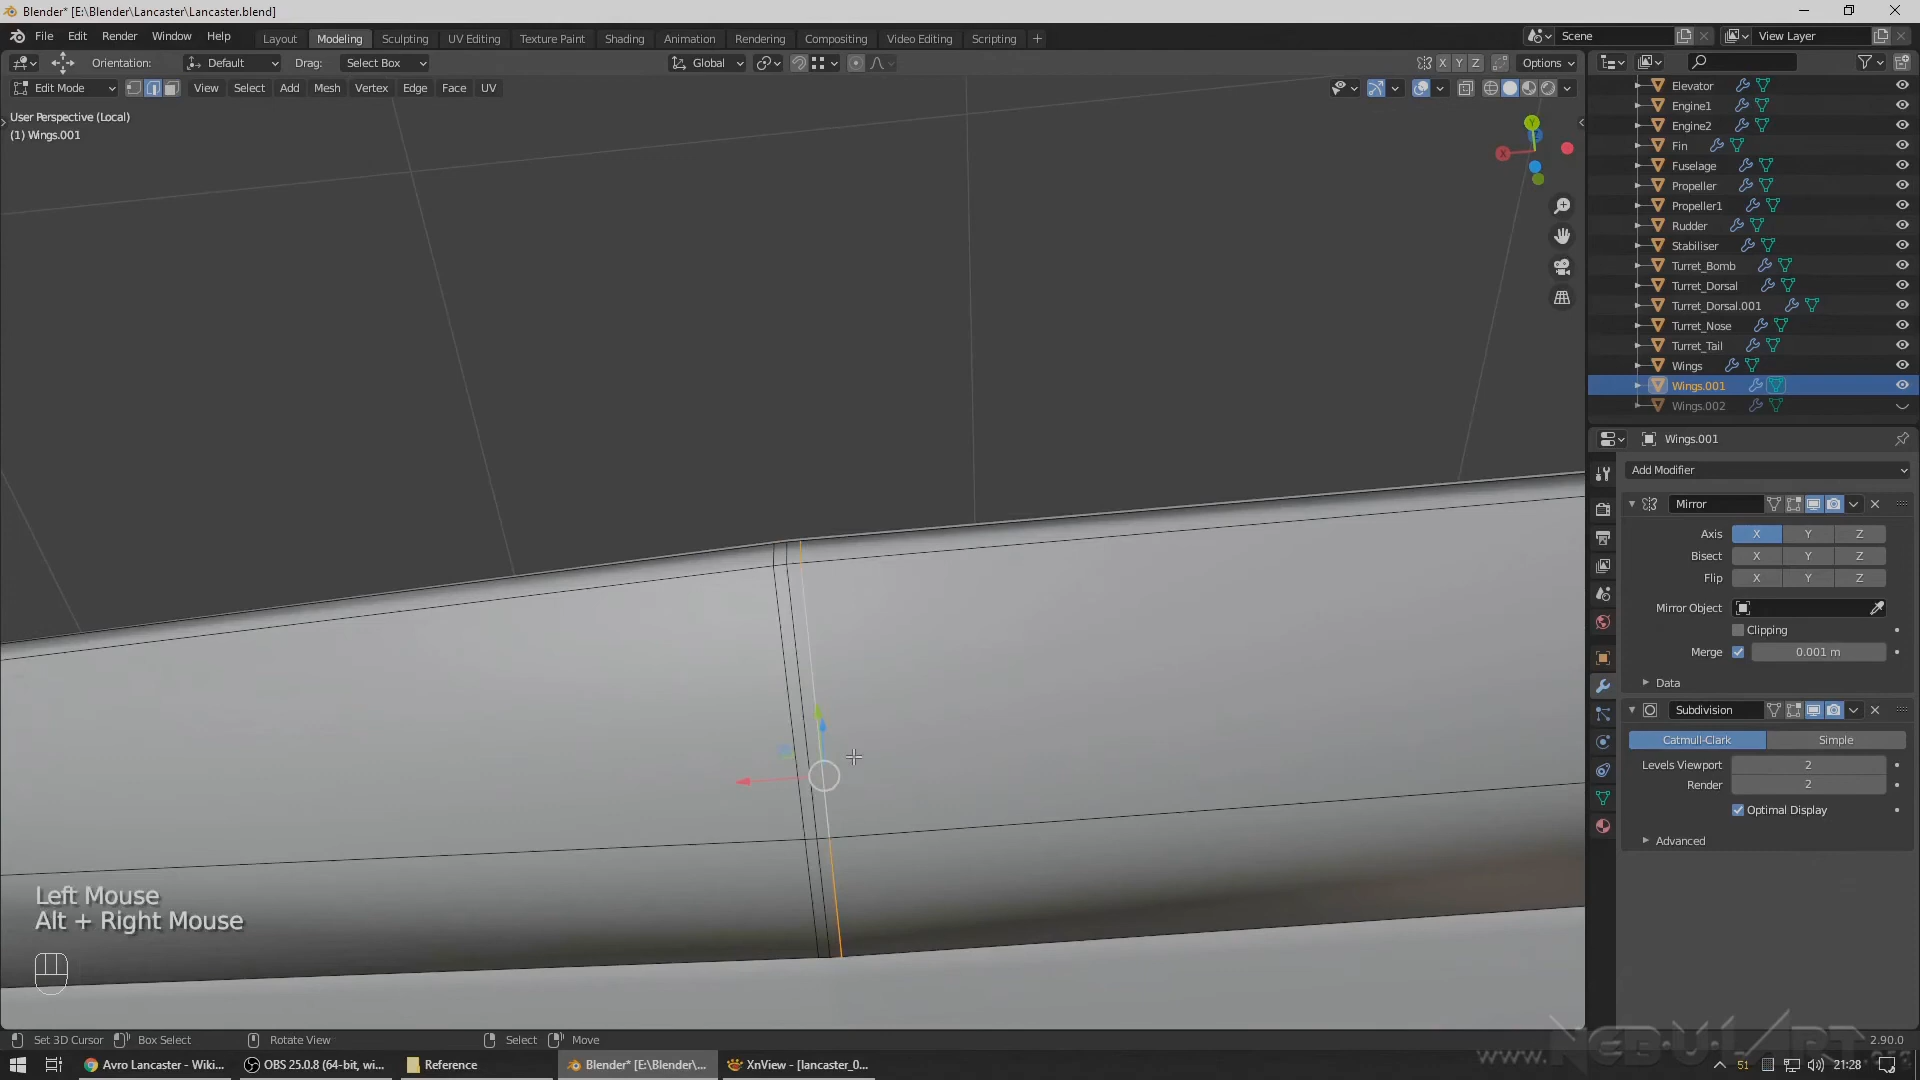 Blender* [E:\Blender\Lancaster\Lancaster.blend]
File Edit Render Window Help
Layout Modeling Sculpting UV Editing Texture Paint Shading Animation Rendering Compositing Video Editing Scripting +
Scene
View Layer
Orientation: Default Drag: Select Box
Global
X Y Z
Options
Edit Mode
View Select Add Mesh Vertex Edge Face UV
User Perspective (Local)
(1) Wings.001
Y
X
Elevator
Engine1
Engine2
Fin
Fuselage
Propeller
Propeller1
Rudder
Stabiliser
Turret_Bomb
Turret_Dorsal
Turret_Dorsal.001
Turret_Nose
Turret_Tail
Wings
Wings.001
Wings.002
Wings.001
Add Modifier
Mirror
Axis X Y Z
Bisect X Y Z
Flip X Y Z
Mirror Object
Clipping
Merge 0.001 m
Data
Subdivision
Catmull-Clark Simple
Levels Viewport 2
Render 2
Optimal Display
Advanced
Left Mouse
Alt + Right Mouse
Set 3D Cursor Box Select Rotate View Select Move
2.90.0
Avro Lancaster - Wiki...
OBS 25.0.8 (64-bit, wi...
Reference
Blender* [E:\Blender\...
XnView - [lancaster_0...
51
21:28